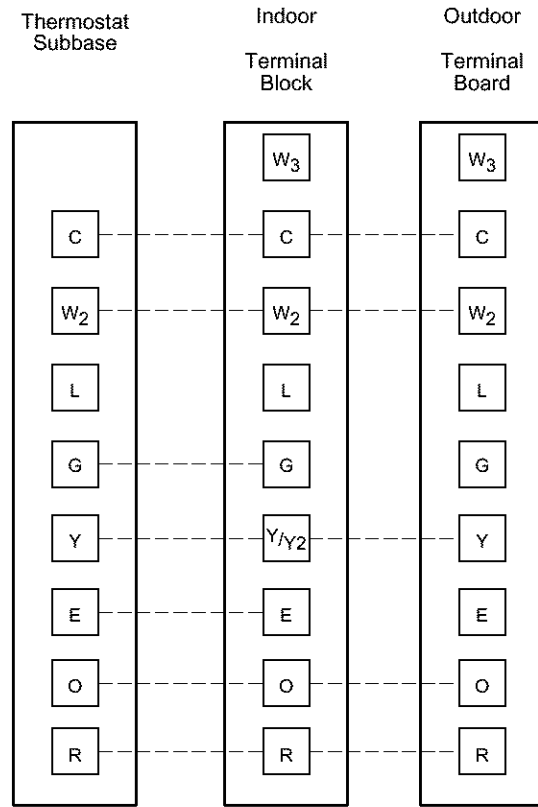 Thermostat
Subbase
Indoor
Terminal
Block
Outdoor
Terminal
Board
W3 W3
C C C
W2 W2 W2
L L L
G G G
Y Y/Y2 Y
E E E
O O O
R R R